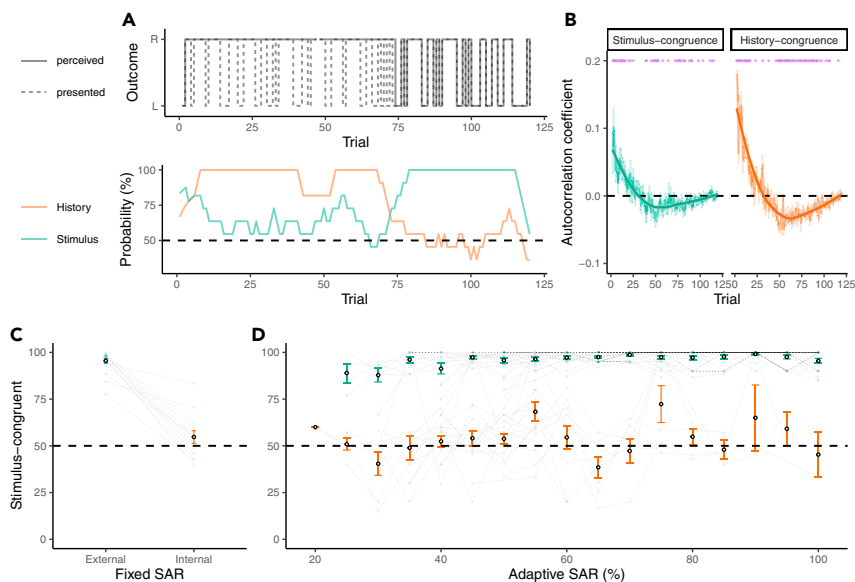 A
R
L
Outcome
perceived
presented
0
25
50
75
100
125
Trial
100
75
50
Probability (%)
History
Stimulus
0
25
50
75
100
125
Trial
B
Stimulus−congruence
History−congruence
0.2
0.1
0.0
−0.1
Autocorrelation coefficient
1 25 50 75 100 125
1 25 50 75 100 125
Trial
C
100
75
50
25
0
Stimulus−congruent
External
Internal
Fixed SAR
D
100
75
50
25
0
20
40
60
80
100
Adaptive SAR (%)